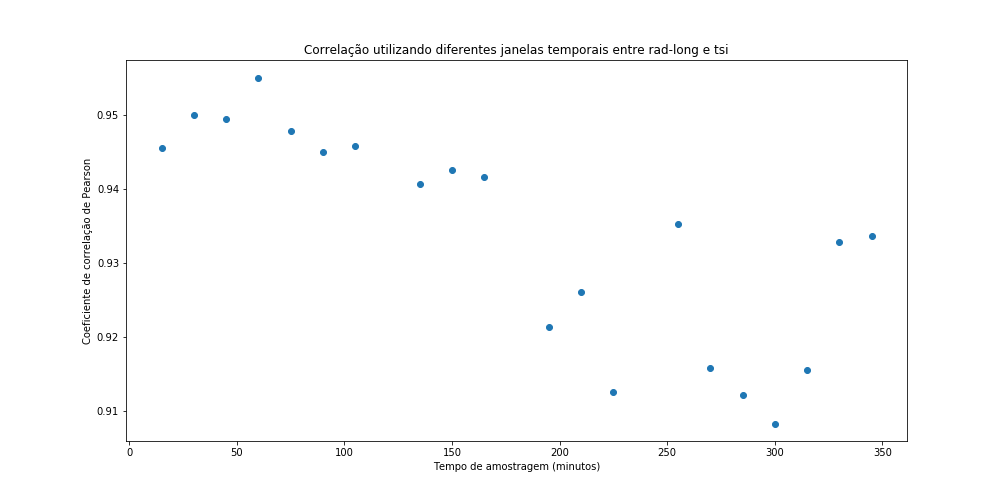 Correlação utilizando diferentes janelas temporais entre rad-long e tsi
Coeficiente de correlação de Pearson
0.95
0.94
0.93
0.92
0.91
0 50 100 150 200 250 300 350
Tempo de amostragem (minutos)